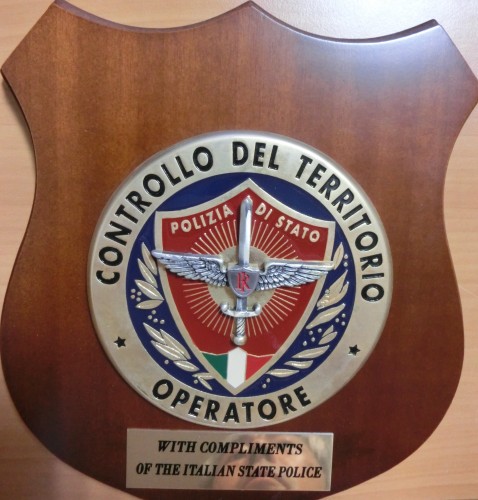 CONTROLLO DEL TERRITORIO
POLIZIA DI STATO
R
OPERATORE
WITH COMPLIMENTS
OF THE ITALIAN STATE POLICE